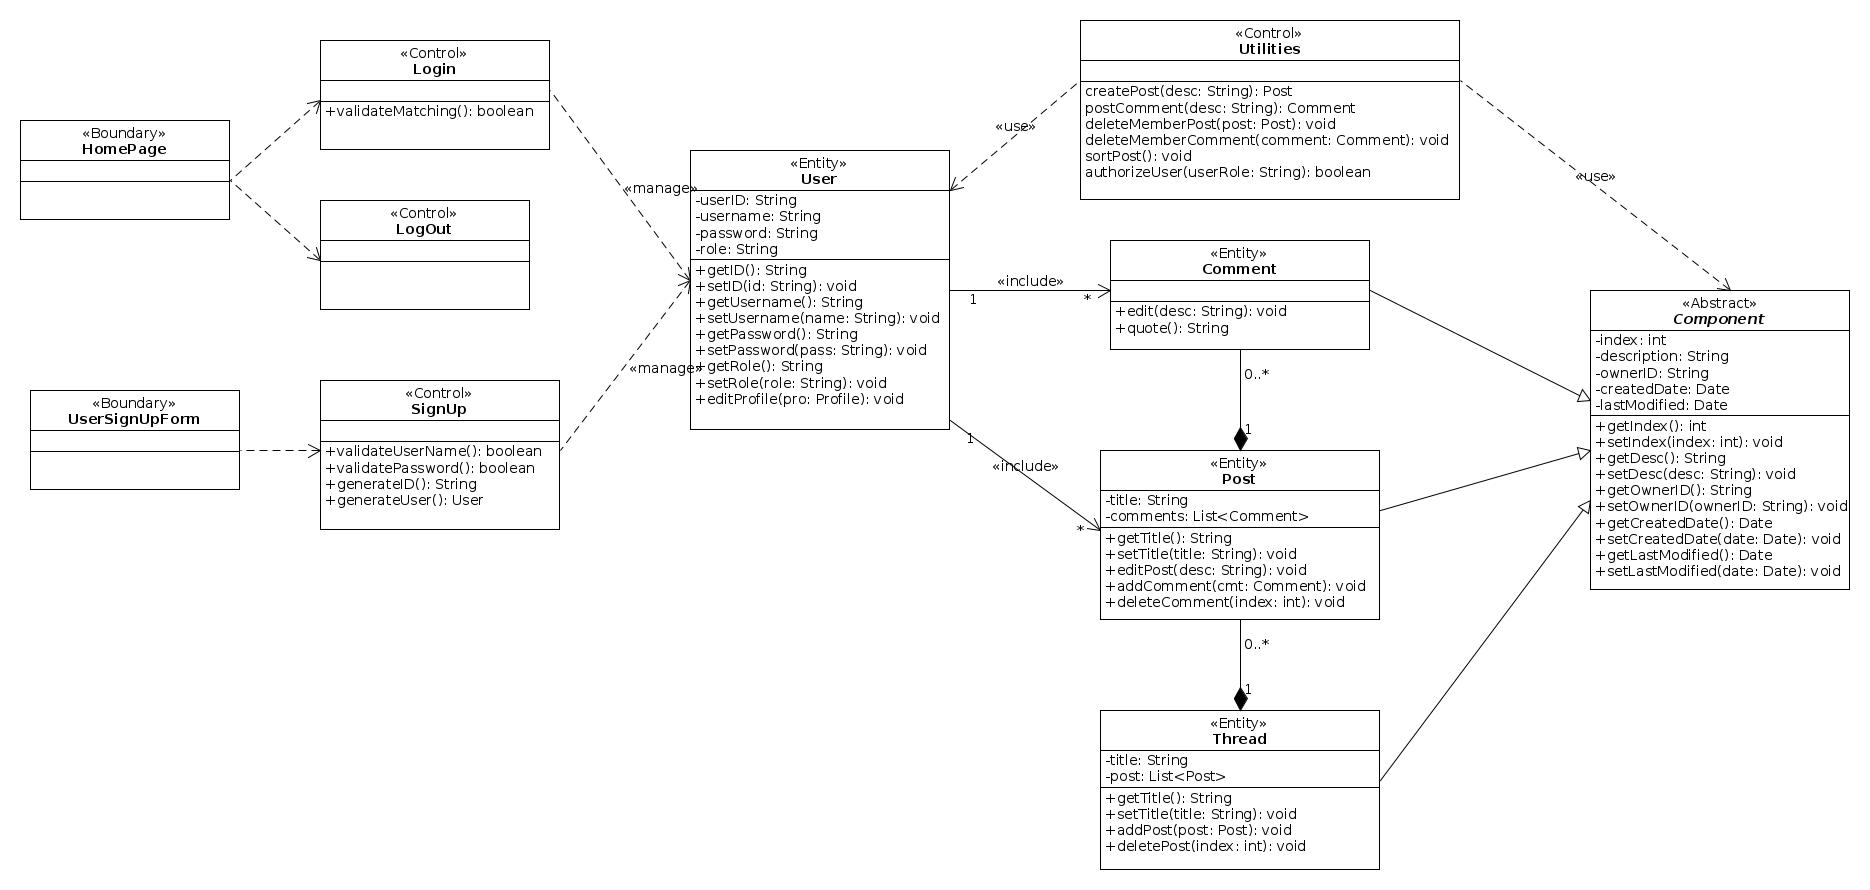 «Boundary»
HomePage
«Control»
Login
+validateMatching(): boolean
«Control»
LogOut
«Boundary»
UserSignUpForm
«Control»
SignUp
+validateUserName(): boolean
+validatePassword(): boolean
+generateID(): String
+generateUser(): User
«manage»
«manage»
«Entity»
User
-userID: String
-username: String
-password: String
-role: String
+getID(): String
+setID(id: String): void
+getUsername(): String
+setUsername(name: String): void
+getPassword(): String
+setPassword(pass: String): void
+getRole(): String
+setRole(role: String): void
+editProfile(pro: Profile): void
«use»
«Control»
Utilities
createPost(desc: String): Post
postComment(desc: String): Comment
deleteMemberPost(post: Post): void
deleteMemberComment(comment: Comment): void
sortPost(): void
authorizeUser(userRole: String): boolean
«use»
«include»
1
*
«Entity»
Comment
+edit(desc: String): void
+quote(): String
0..*
1
1
«include»
*
«Entity»
Post
-title: String
-comments: List<Comment>
+getTitle(): String
+setTitle(title: String): void
+editPost(desc: String): void
+addComment(cmt: Comment): void
+deleteComment(index: int): void
0..*
1
«Entity»
Thread
-title: String
-post: List<Post>
+getTitle(): String
+setTitle(title: String): void
+addPost(post: Post): void
+deletePost(index: int): void
«Abstract»
Component
-index: int
-description: String
-ownerID: String
-createdDate: Date
-lastModified: Date
+getIndex(): int
+setIndex(index: int): void
+getDesc(): String
+setDesc(desc: String): void
+getOwnerID(): String
+setOwnerID(ownerID: String): void
+getCreatedDate(): Date
+setCreatedDate(date: Date): void
+getLastModified(): Date
+setLastModified(date: Date): void